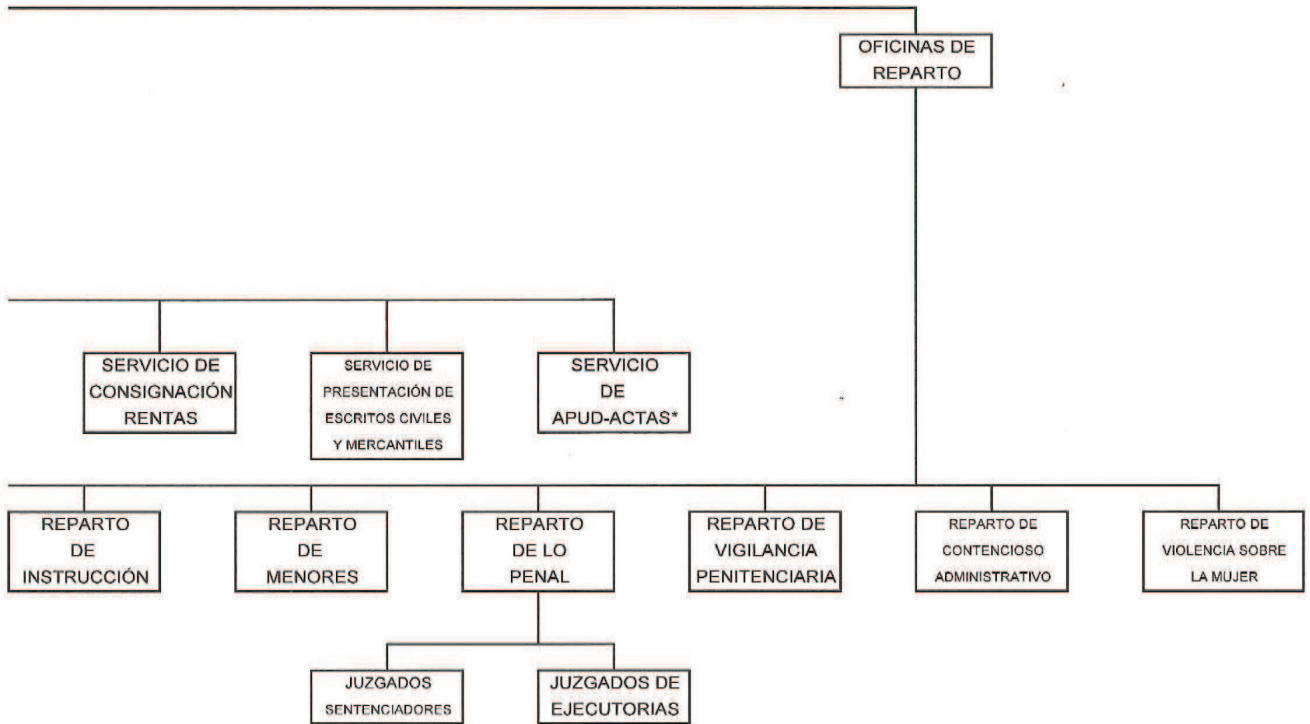 OFICINAS DE
REPARTO
SERVICIO DE
CONSIGNACIÓN
RENTAS
SERVICIO DE
PRESENTACIÓN DE
ESCRITOS CIVILES
Y MERCANTILES
SERVICIO
DE
APUD-ACTAS*
REPARTO
DE
INSTRUCCIÓN
REPARTO
DE
MENORES
REPARTO
DE LO
PENAL
REPARTO DE
VIGILANCIA
PENITENCIARIA
REPARTO DE
CONTENCIOSO
ADMINISTRATIVO
REPARTO DE
VIOLENCIA SOBRE
LA MUJER
JUZGADOS
SENTENCIADORES
JUZGADOS DE
EJECUTORIAS